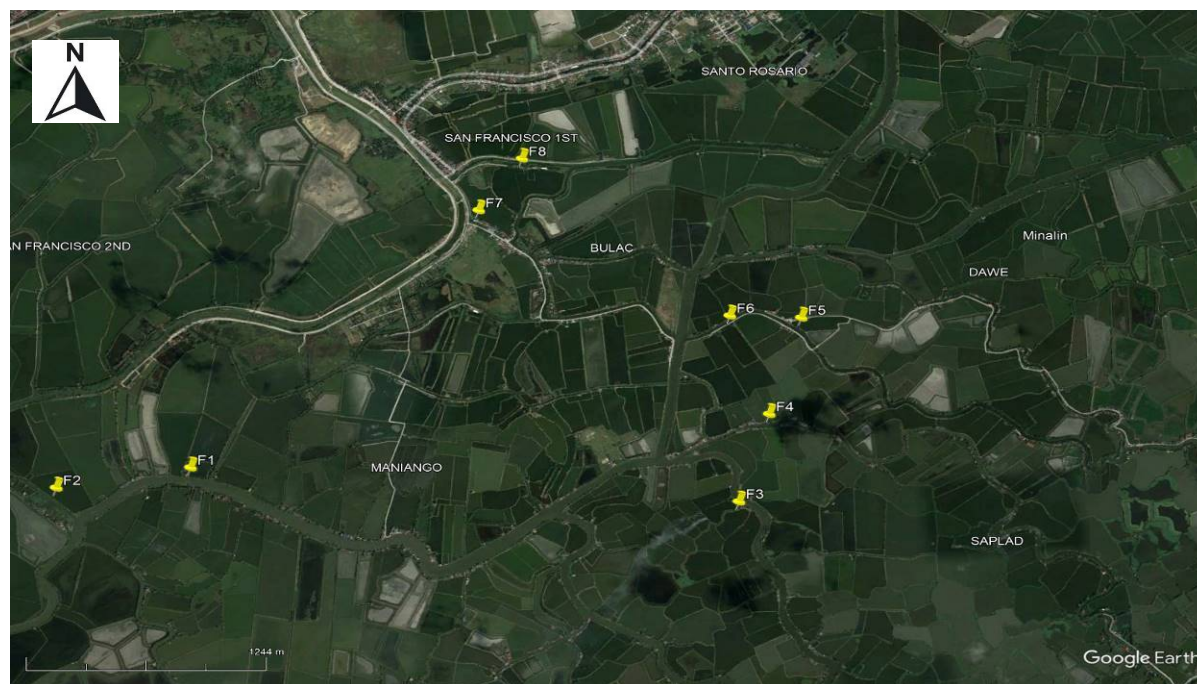 N
SANTO ROSARIO
SAN FRANCISCO 1ST
F8
F7
AN FRANCISCO 2ND
BULAC
Minalin
DAWE
F6
F5
F4
F1
MANIANGO
F2
F3
SAPLAD
1244 m
Google Earth